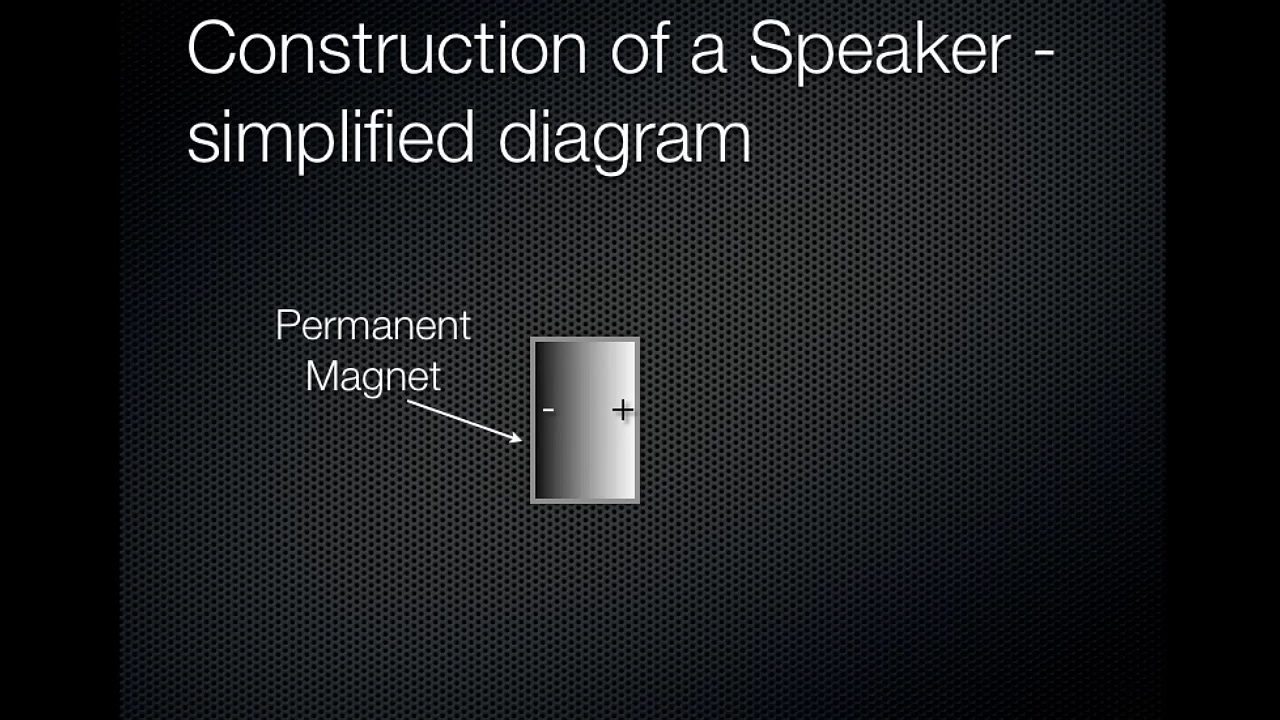 Construction of a Speaker -
simplified diagram
Permanent
Magnet
- +